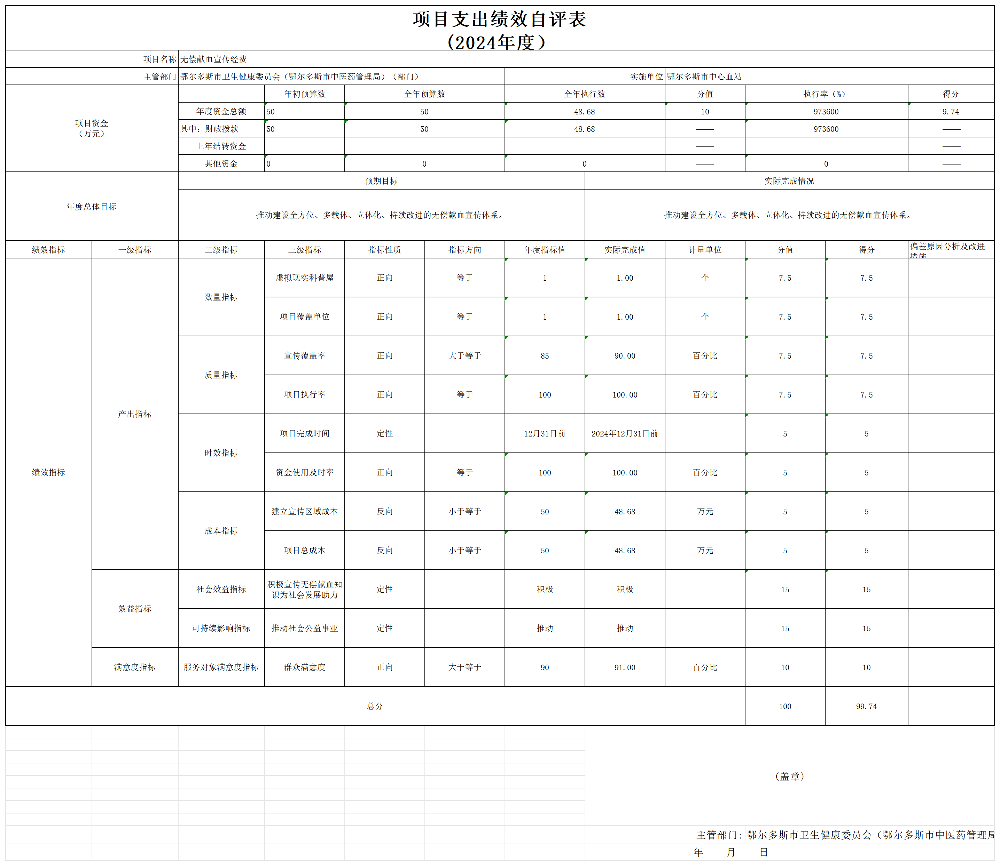 项目支出绩效自评表
(2024年度)
项目名称 无偿献血宣传经费
主管部门 鄂尔多斯市卫生健康委员会（鄂尔多斯市中医药管理局）（部门） 实施单位 鄂尔多斯市中心血站
项目资金
（万元）
年初预算数 全年预算数 全年执行数 分值 执行率（%） 得分
年度资金总额 50 50 48.68 10 973600 9.74
其中：财政拨款 50 50 48.68 —— 973600 ——
上年结转资金 —— ——
其他资金 0 0 0 —— 0 ——
年度总体目标
预期目标 实际完成情况
推动建设全方位、多载体、立体化、持续改进的无偿献血宣传体系。 推动建设全方位、多载体、立体化、持续改进的无偿献血宣传体系。
绩效指标 一级指标 二级指标 三级指标 指标性质 指标方向 年度指标值 实际完成值 计量单位 分值 得分 偏差原因分析及改进
措施
绩效指标
产出指标
数量指标
虚拟现实科普屋 正向 等于 1 1.00 个 7.5 7.5
项目覆盖单位 正向 等于 1 1.00 个 7.5 7.5
质量指标
宣传覆盖率 正向 大于等于 85 90.00 百分比 7.5 7.5
项目执行率 正向 等于 100 100.00 百分比 7.5 7.5
时效指标
项目完成时间 定性 12月31日前 2024年12月31日前 5 5
资金使用及时率 正向 等于 100 100.00 百分比 5 5
成本指标
建立宣传区域成本 反向 小于等于 50 48.68 万元 5 5
项目总成本 反向 小于等于 50 48.68 万元 5 5
效益指标
社会效益指标 积极宣传无偿献血知
识为社会发展助力 定性 积极 积极 15 15
可持续影响指标 推动社会公益事业 定性 推动 推动 15 15
满意度指标 服务对象满意度指标 群众满意度 正向 大于等于 90 91.00 百分比 10 10
总分 100 99.74
（盖章）
主管部门：鄂尔多斯市卫生健康委员会（鄂尔多斯市中医药管理局
年 月 日